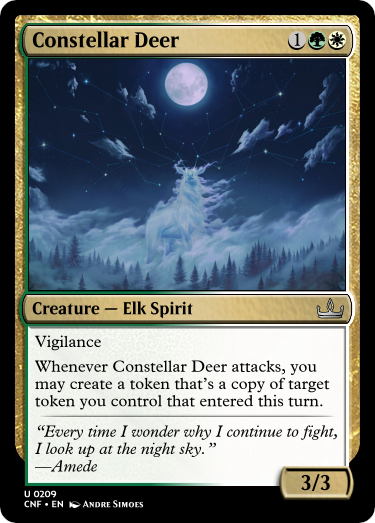 Constellar Deer 1
Creature — Elk Spirit
Vigilance
Whenever Constellar Deer attacks, you
may create a token that's a copy of target
token you control that entered this turn.
“Every time I wonder why I continue to fight,
I look up at the night sky.”
—Amede
3/3
U 0209
CNF • EN Andre Simoes